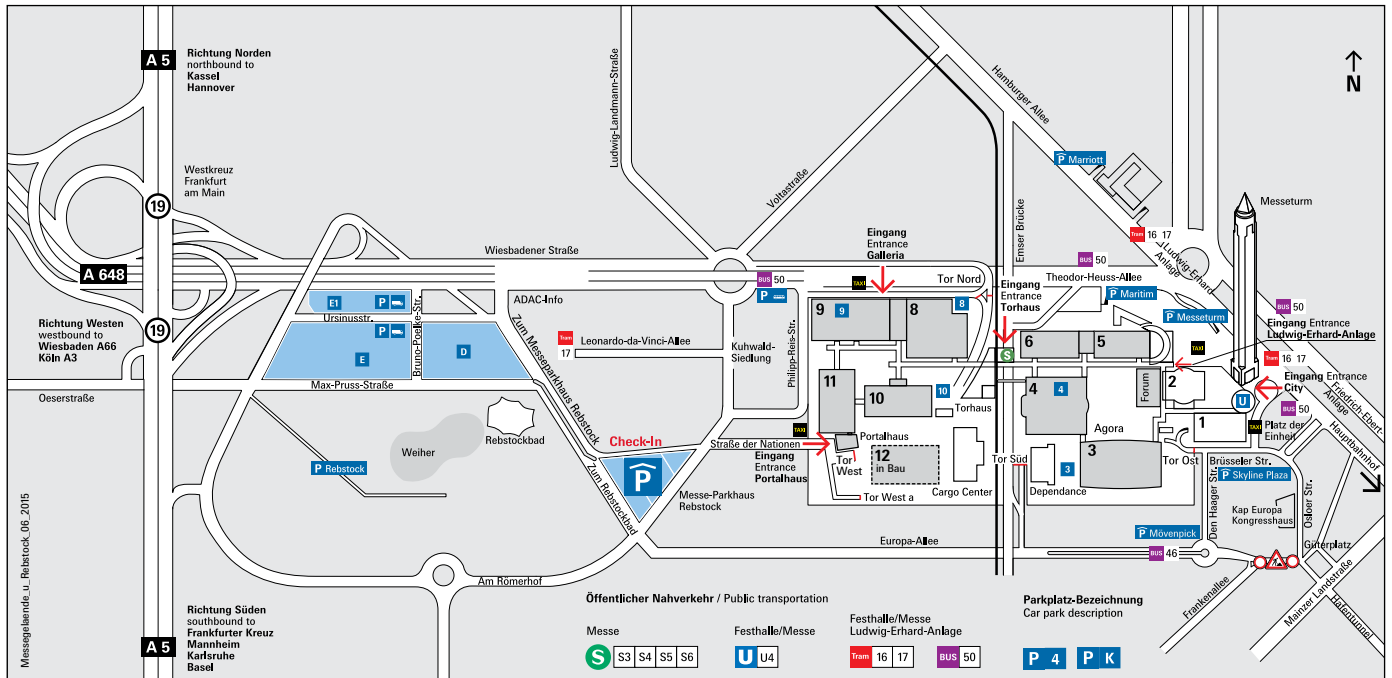 A 5
Richtung Norden
northbound to
Kassel
Hannover
N
Ludwig-Landmann-Straße
Voltastraße
Hamburger Allee
P Marriott
Emser Brücke
Messeturm
Westkreuz
Frankfurt
am Main
19
A 648
Wiesbadener Straße
Eingang
Entrance
Galleria
Tor Nord
Tram 16 17
Ludwig-Erhard
Anlage
BUS 50
Theodor-Heuss-Allee
BUS 50
P
TAXI
Eingang
Entrance
Torhaus
P Maritim
P Messeturm
BUS 50
Eingang Entrance
Ludwig-Erhard-Anlage
E1
P
Ursinusstr.
P
E
D
Bruno-Poelke-Str.
ADAC-Info
Zum Messeparkhaus Rebstock
Tram
17
Leonardo-da-Vinci-Allee
Kuhwald-
Siedlung
Philipp-Reis-Str.
9
9
8
8
S
6
5
TAXI
Tram 16 17
Eingang Entrance
City
Richtung Westen
westbound to
Wiesbaden A66
Köln A3
19
Max-Pruss-Straße
Oeserstraße
11
10
10
Torhaus
4
4
Forum
2
U
Friedrich-Ebert-
Anlage
BUS 50
TAXI
Platz der
Einheit
Hauptbahnhof
1
Agora
Rebstockbad
Weiher
P Rebstock
Check-In
P
Zum Rebstockbad
Messe-Parkhaus
Rebstock
TAXI
Straße der Nationen
Eingang
Entrance
Portalhaus
Portalhaus
Tor
West
12
in Bau
Tor West a
Cargo Center
Tor Süd
3
Dependance
3
Tor Ost
Brüsseler Str.
P Skyline Plaza
Den Haager Str.
Osloer Str.
Kap Europa
Kongresshaus
P Mövenpick
BUS 46
Europa-Allee
Güterplatz
Am Römerhof
Frankenallee
Mainzer Landstraße
Hafentunnel
Messegelaende_u_Rebstock_06_2015
Richtung Süden
southbound to
Frankfurter Kreuz
Mannheim
Karlsruhe
Basel
A 5
Öffentlicher Nahverkehr / Public transportation
Messe
S S3 S4 S5 S6
Festhalle/Messe
U U4
Festhalle/Messe
Ludwig-Erhard-Anlage
Tram 16 17
BUS 50
Parkplatz-Bezeichnung
Car park description
P 4 P K